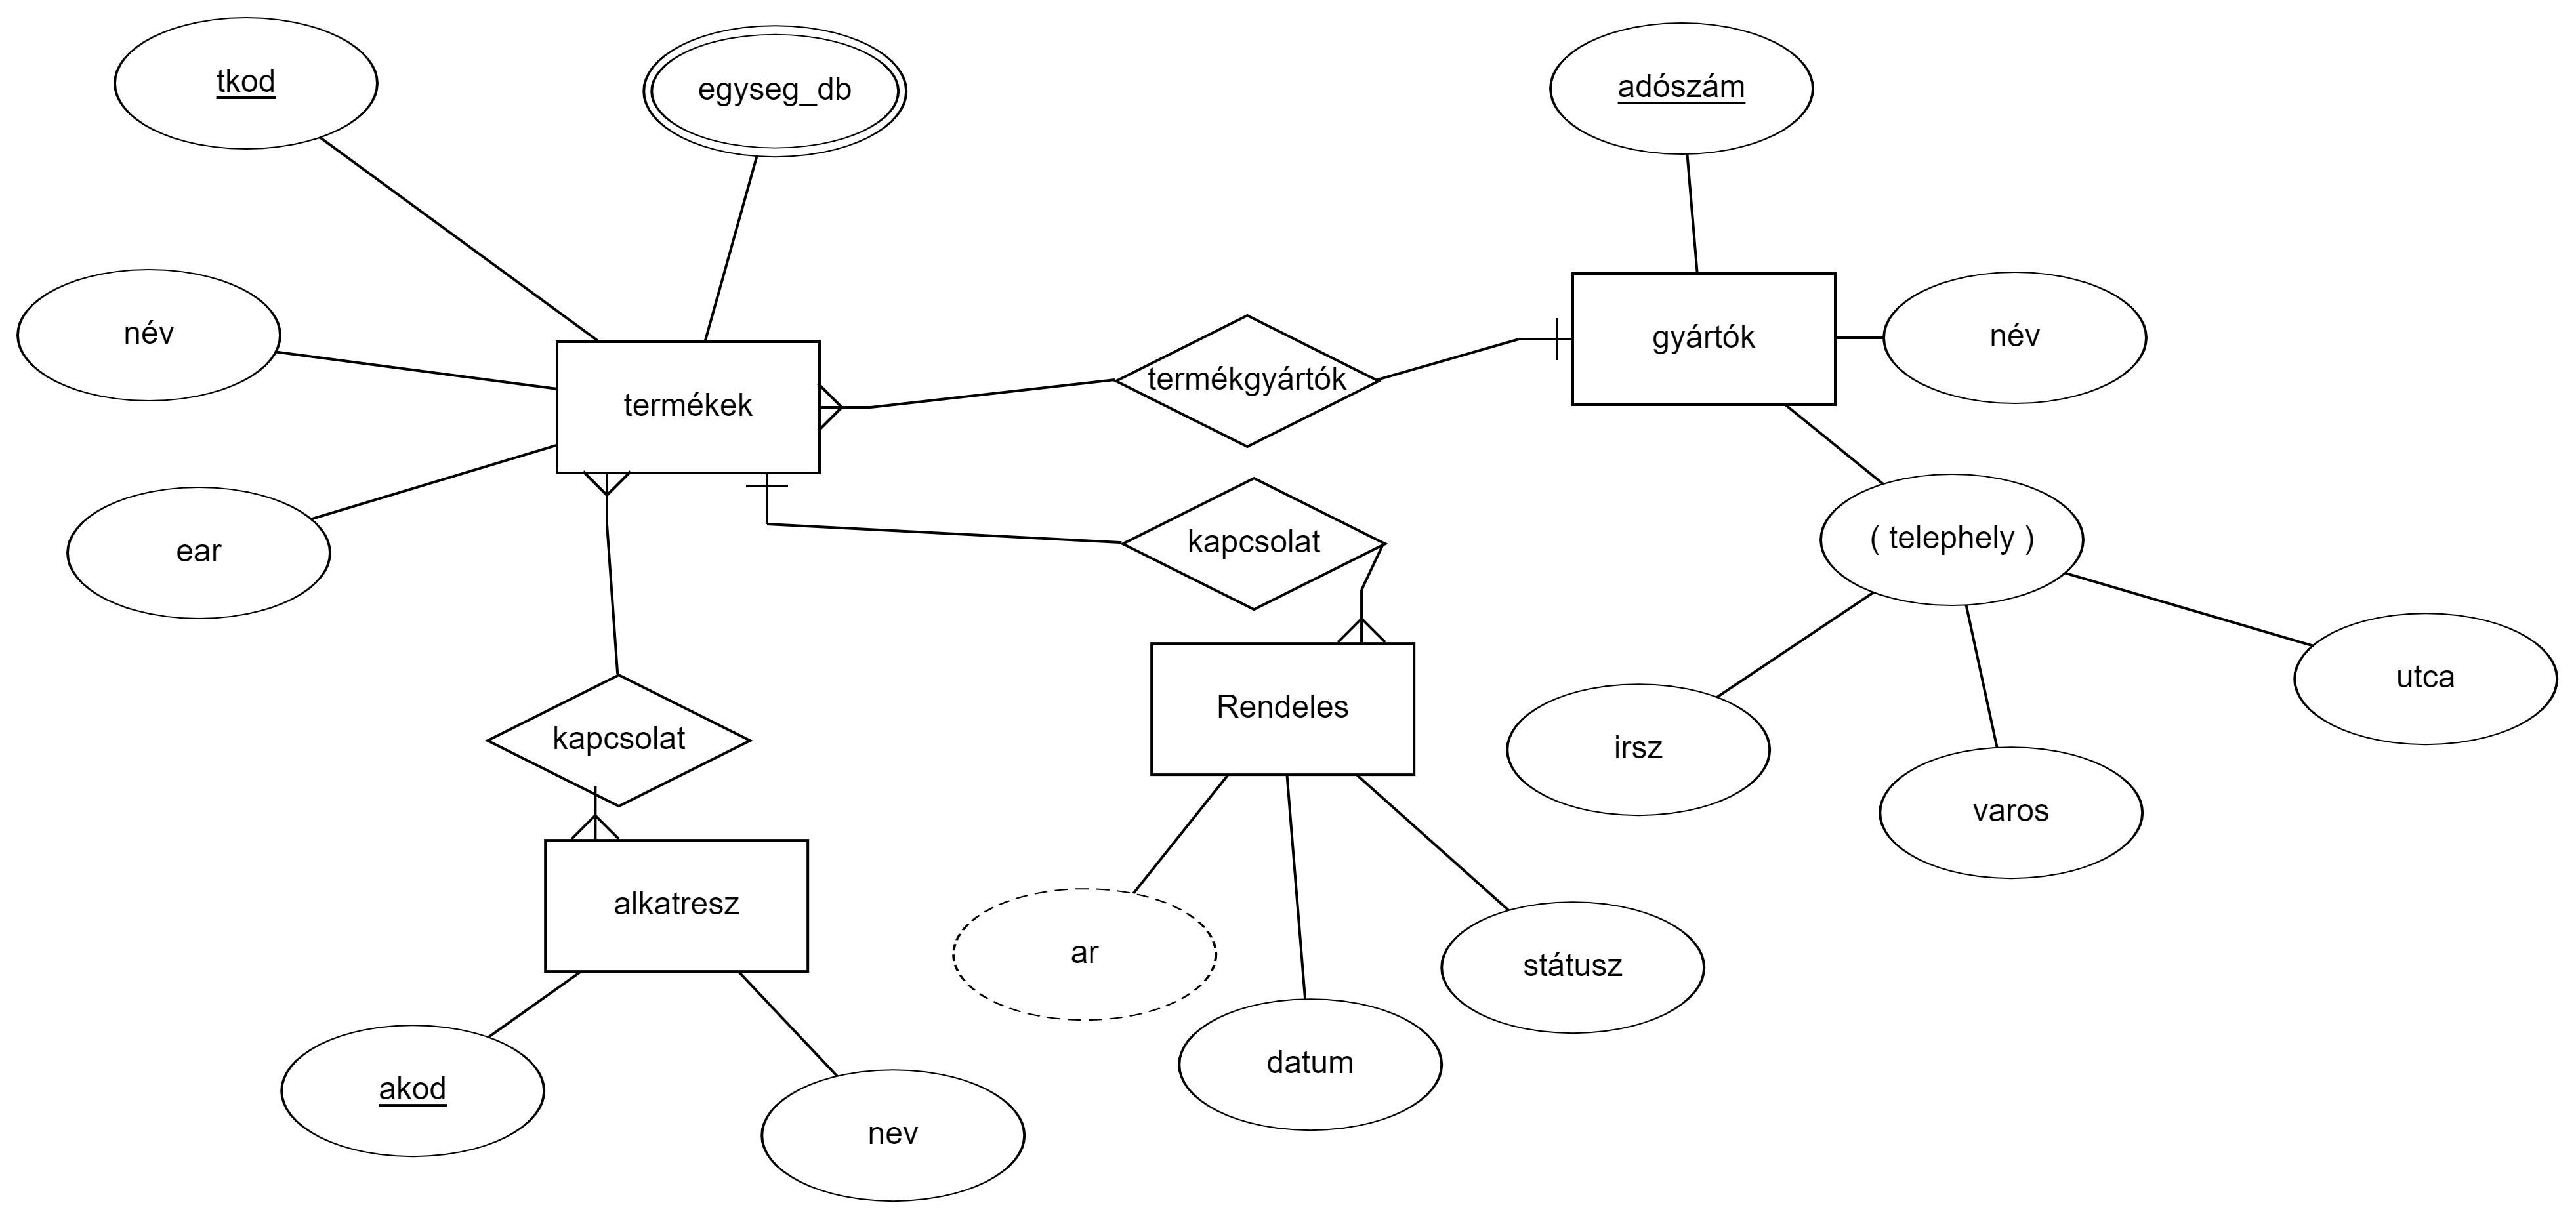 tkod
egyseg_db
adószám
név
név
gyártók
termékgyártók
termékek
ear
kapcsolat
( telephely )
utca
Rendeles
kapcsolat
irsz
varos
alkatresz
ar
státusz
datum
akod
nev